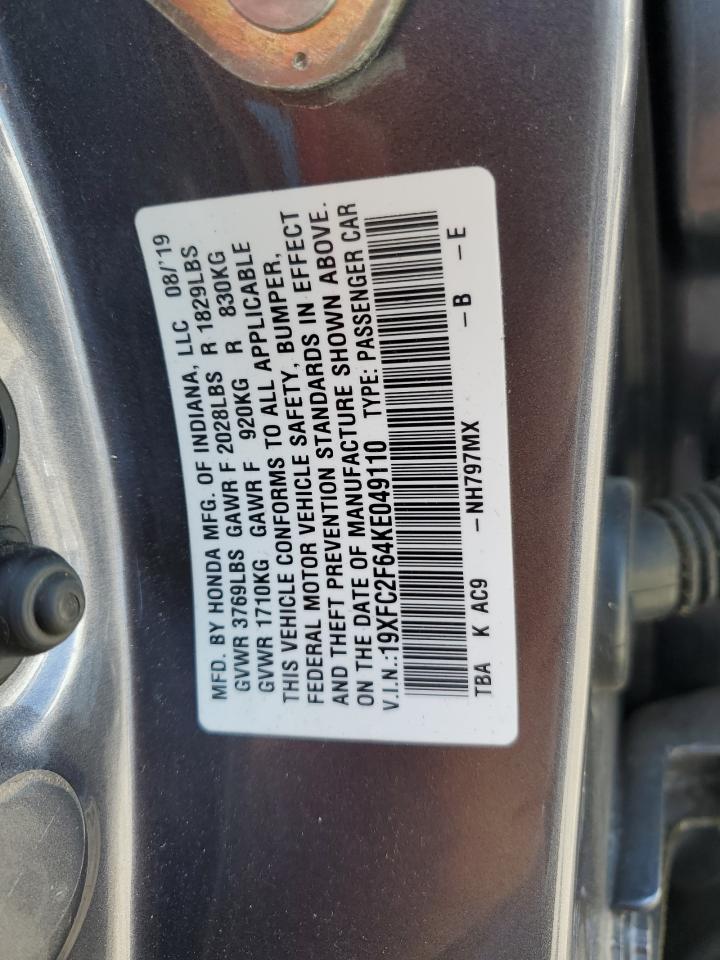 MFD. BY HONDA MFG. OF INDIANA, LLC 08/'19
GVWR 3769LBS GAWR F 2028LBS R 1829LBS
GVWR 1710KG GAWR F 920KG R 830KG
THIS VEHICLE CONFORMS TO ALL APPLICABLE
FEDERAL MOTOR VEHICLE SAFETY, BUMPER,
AND THEFT PREVENTION STANDARDS IN EFFECT
ON THE DATE OF MANUFACTURE SHOWN ABOVE.
V.I.N.:19XFC2F64KE049110 TYPE: PASSENGER CAR
TBA K AC9 -NH797MX -B -E